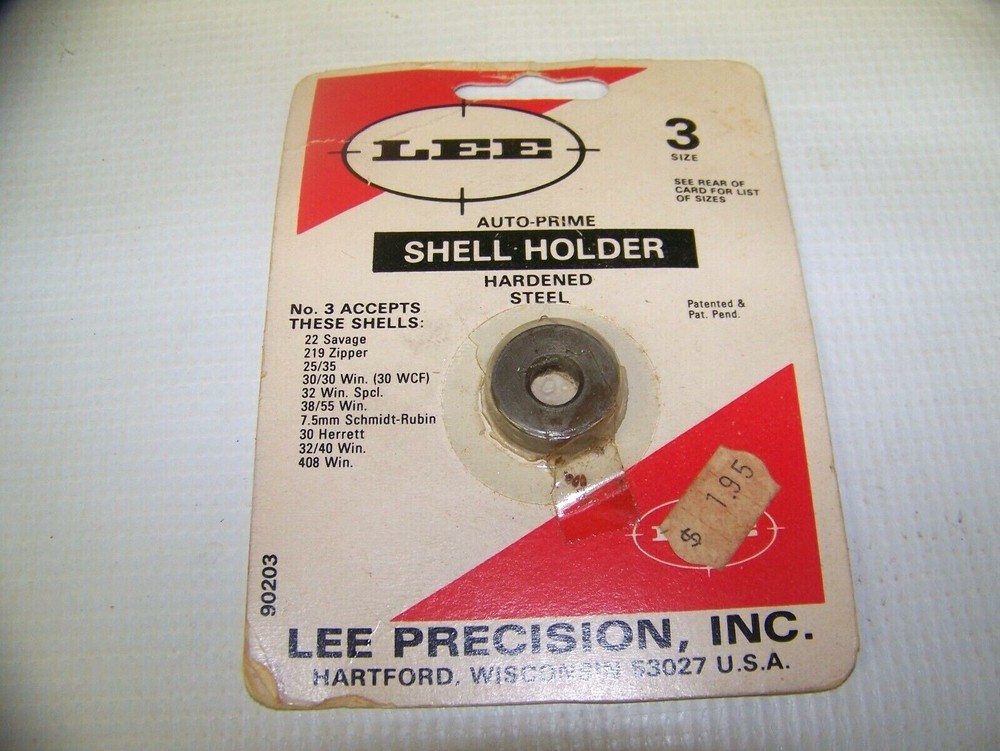 LEE
3
SIZE
SEE REAR OF
CARD FOR LIST
OF SIZES
AUTO-PRIME
SHELL HOLDER
HARDENED
STEEL
Patented &
Pat. Pend.
No. 3 ACCEPTS
THESE SHELLS:
22 Savage
219 Zipper
25/35
30/30 Win. (30 WCF)
32 Win. Spcl.
38/55 Win.
7.5mm Schmidt-Rubin
30 Herrett
32/40 Win.
408 Win.
$ 1.95
90203
LEE PRECISION, INC.
HARTFORD, WISCONSIN 53027 U.S.A.